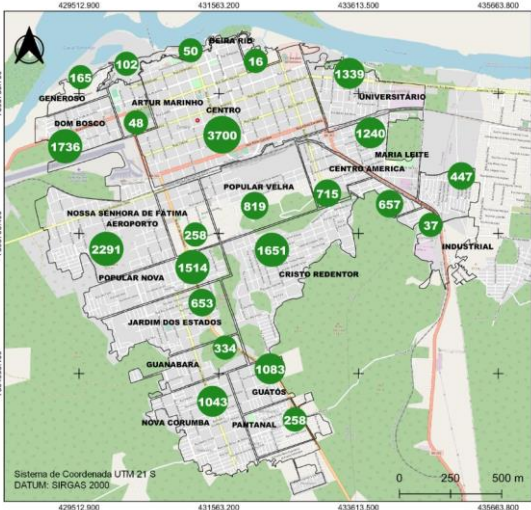 429512.900 431563.200 433613.500 435663.800
50
BEIRA RIO
102
16
165
1339
GENEROSO
ARTUR MARINHO
UNIVERSITÁRIO
DOM BOSCO
48
CENTRO
3700
1240
1736
MARIA LEITE
CENTRO AMERICA
447
POPULAR VELHA
715
657
819
NOSSA SENHORA DE FÁTIMA
AEROPORTO
258
37
2291
1651
INDUSTRIAL
1514
POPULAR NOVA
CRISTO REDENTOR
653
JARDIM DOS ESTADOS
334
GUANABARA
1083
GUATÓS
1043
NOVA CORUMBA
PANTANAL
258
Sistema de Coordenada UTM 21 S
DATUM: SIRGAS 2000
0 250 500 m
429512.900 431563.200 433613.500 435663.800